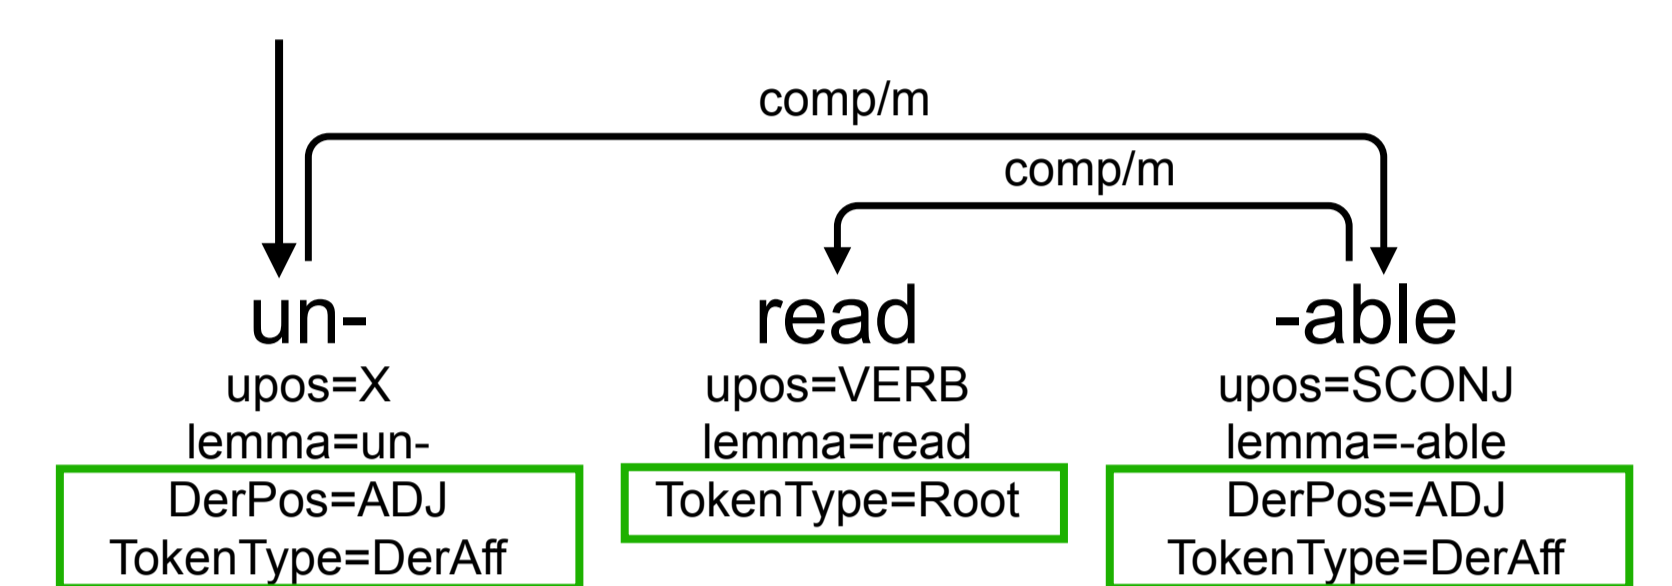 comp/m
comp/m
un- read -able
upos=X upos=VERB upos=SCONJ
lemma=un- lemma=read lemma=-able
DerPos=ADJ TokenType=Root DerPos=ADJ
TokenType=DerAff TokenType=DerAff